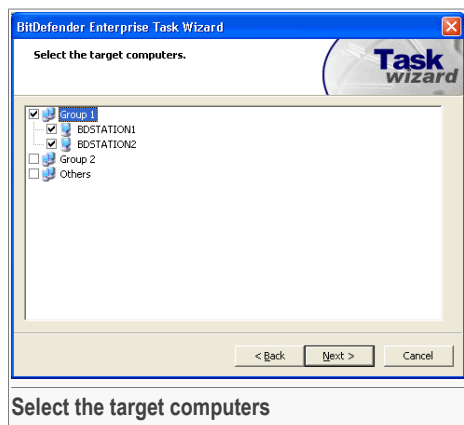 BitDefender Enterprise Task Wizard
Select the target computers.
Task
wizard
Group 1
BDSTATION1
BDSTATION2
Group 2
Others
< Back Next > Cancel
Select the target computers